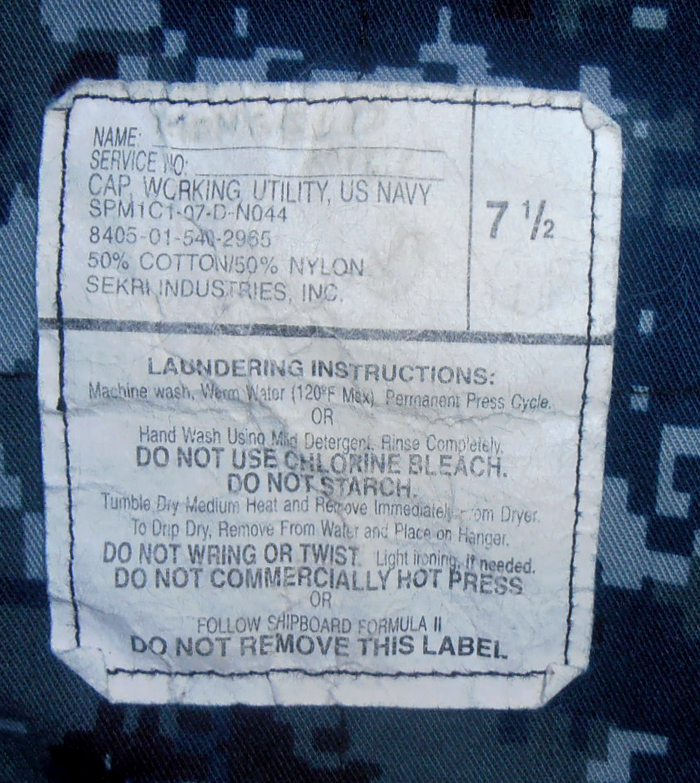 NAME:
SERVICE NO:
CAP, WORKING, UTILITY, US NAVY
SPM1C1-07-D-N044
8405-01-540-2965
50% COTTON/50% NYLON
SEKRI INDUSTRIES, INC.
7 1/2
LAUNDERING INSTRUCTIONS:
Machine wash, Warm Water (120°F Max), Permanent Press Cycle.
OR
Hand Wash Using Mild Detergent, Rinse Completely.
DO NOT USE CHLORINE BLEACH.
DO NOT STARCH.
Tumble Dry Medium Heat and Remove Immediately From Dryer.
To Drip Dry, Remove From Water and Place on Hanger.
DO NOT WRING OR TWIST. Light ironing, if needed.
DO NOT COMMERCIALLY HOT PRESS
OR
FOLLOW SHIPBOARD FORMULA II
DO NOT REMOVE THIS LABEL